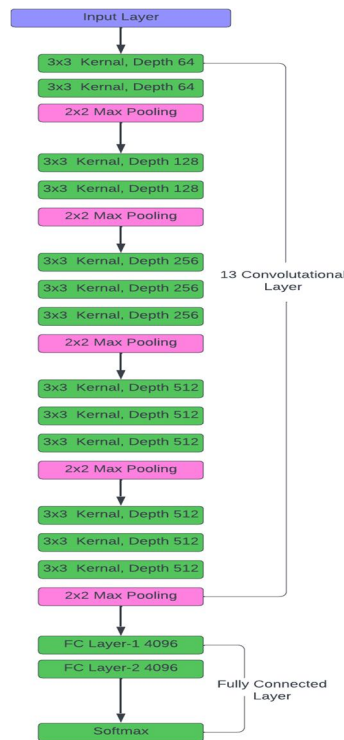 Input Layer
3x3 Kernal, Depth 64
3x3 Kernal, Depth 64
2x2 Max Pooling
3x3 Kernal, Depth 128
3x3 Kernal, Depth 128
2x2 Max Pooling
3x3 Kernal, Depth 256
13 Convolutational
Layer
3x3 Kernal, Depth 256
3x3 Kernal, Depth 256
2x2 Max Pooling
3x3 Kernal, Depth 512
3x3 Kernal, Depth 512
3x3 Kernal, Depth 512
2x2 Max Pooling
3x3 Kernal, Depth 512
3x3 Kernal, Depth 512
3x3 Kernal, Depth 512
2x2 Max Pooling
FC Layer-1 4096
FC Layer-2 4096
Fully Connected
Layer
Softmax